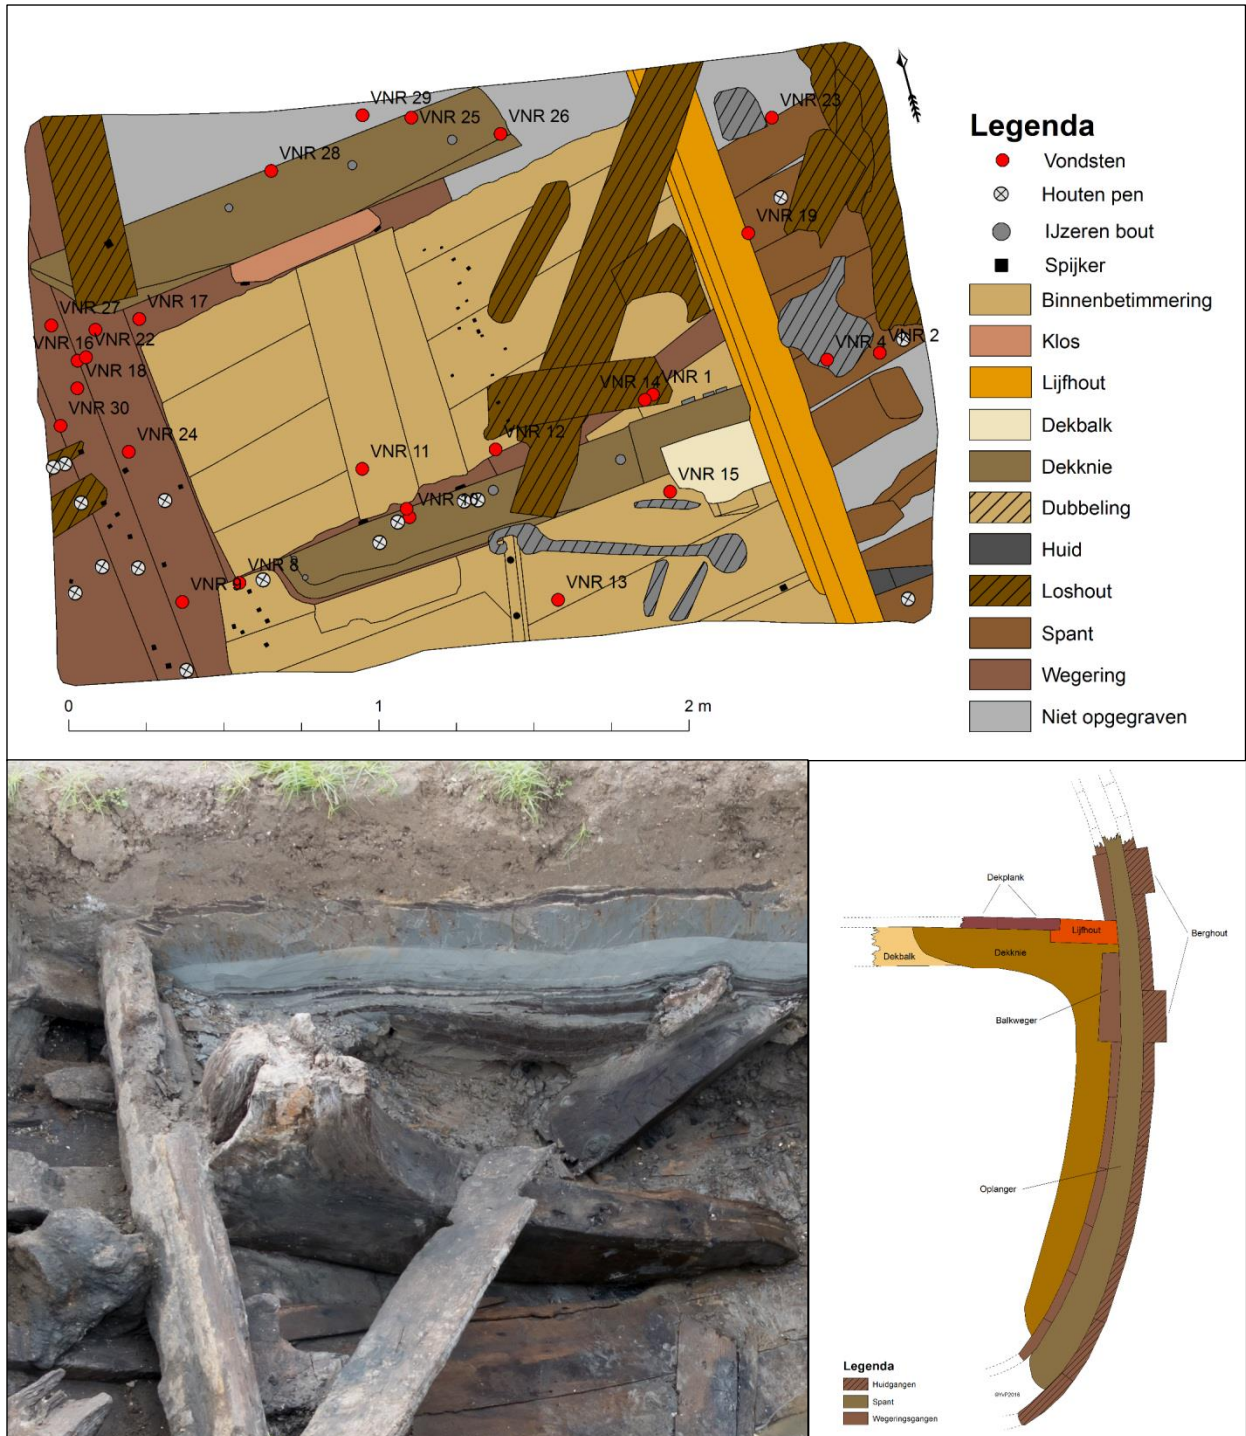 VNR 29
VNR 25
VNR 26
VNR 23
VNR 28
VNR 19
VNR 27
VNR 17
VNR 22
VNR 16
VNR 18
VNR 2
VNR 4
VNR 1
VNR 14
VNR 30
VNR 24
VNR 12
VNR 11
VNR 15
VNR 10
VNR 8
VNR 9
VNR 13
0 1 2 m
Legenda
Vondsten
Houten pen
IJzeren bout
Spijker
Binnenbetimmering
Klos
Lijfhout
Dekbalk
Dekknie
Dubbeling
Huid
Loshout
Spant
Wegering
Niet opgegraven
Dekplank
Lijfhout
Berghout
Dekbalk
Dekknie
Balkweger
Oplanger
Legenda
Huidgangen
Spant
Wegeringsgangen